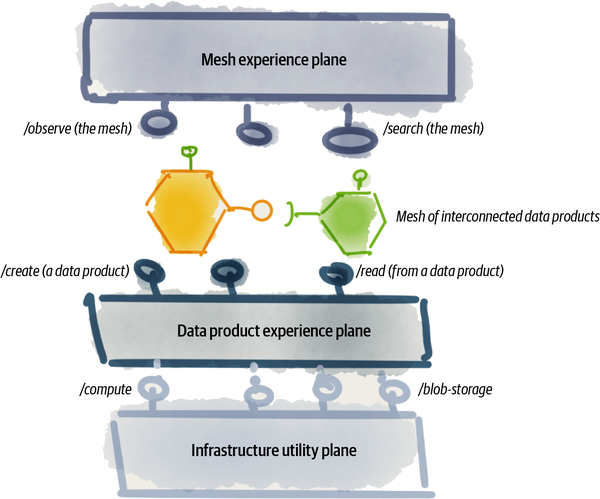 Mesh experience plane
/observe (the mesh)
/search (the mesh)
Mesh of interconnected data products
/create (a data product)
/read (from a data product)
Data product experience plane
/compute
/blob-storage
Infrastructure utility plane